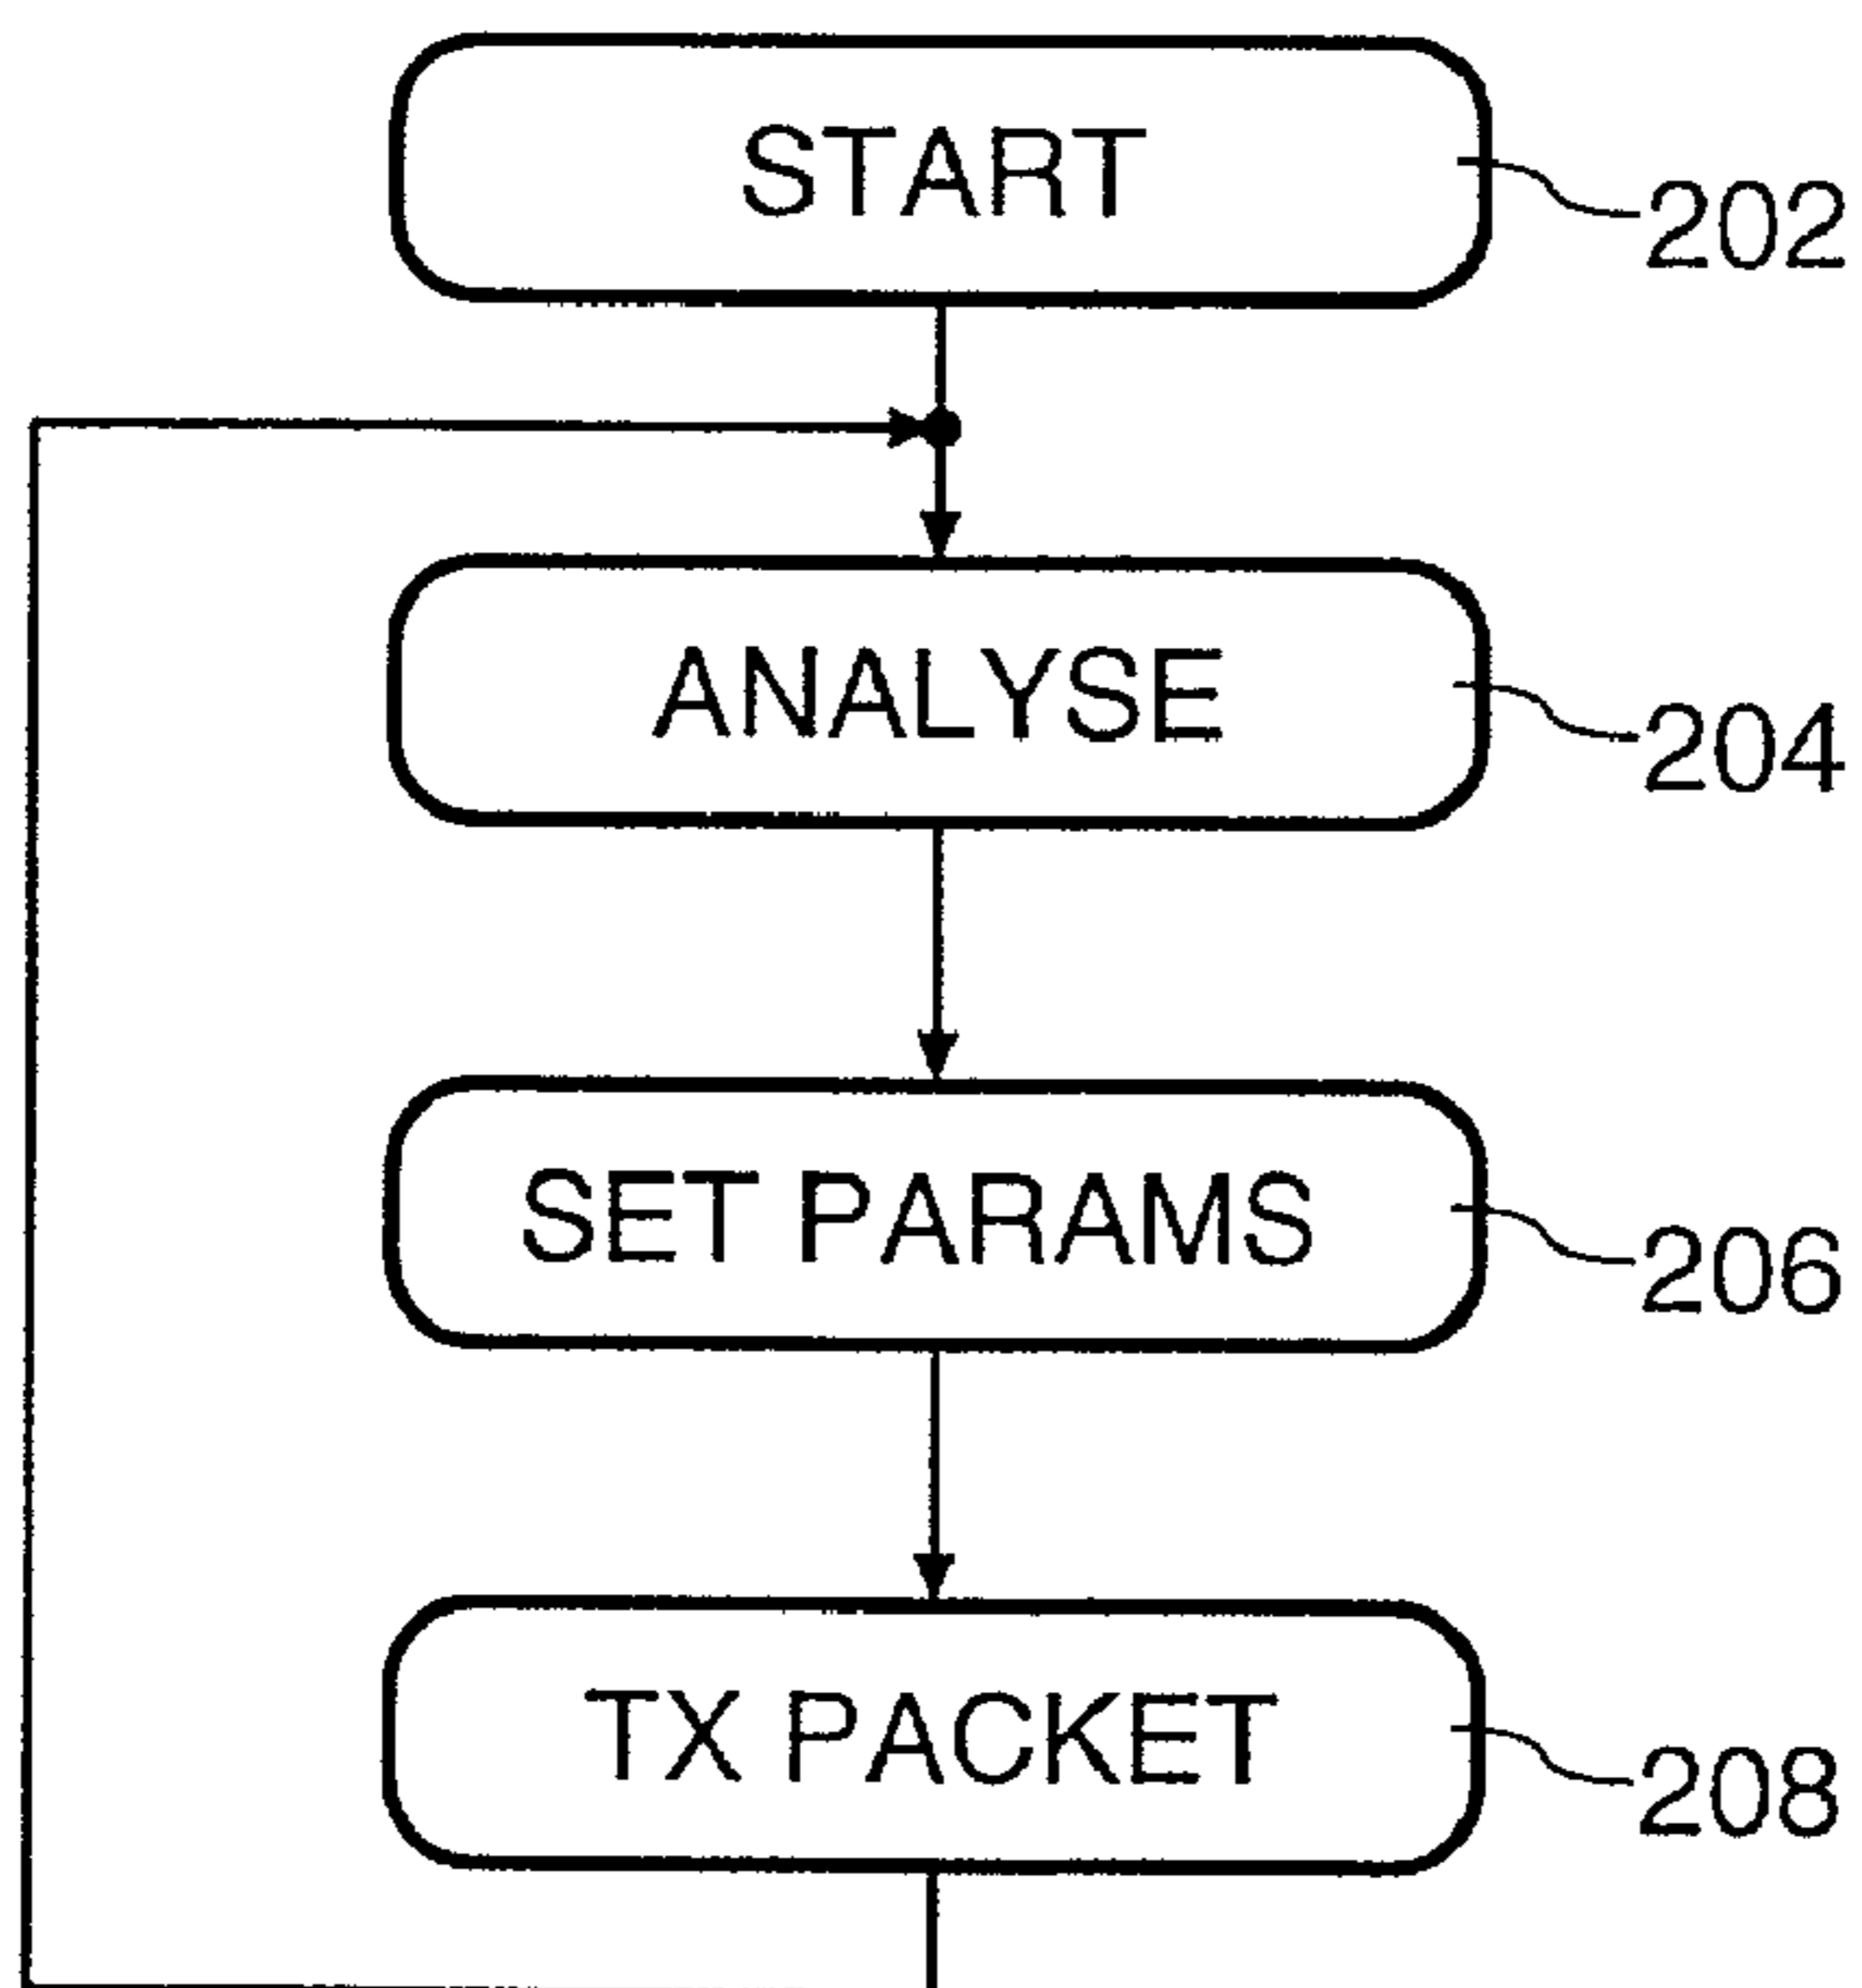 START
202
ANALYSE
204
SET PARAMS
206
TX PACKET
208